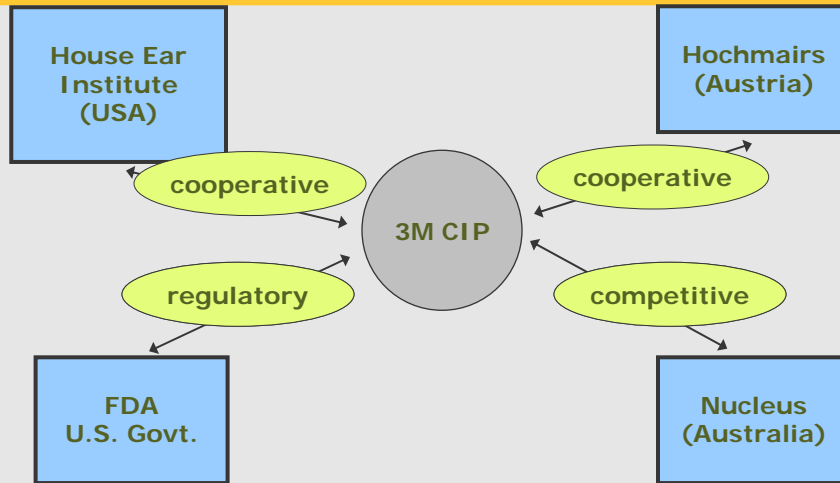 House Ear
Institute
(USA)
Hochmairs
(Austria)
cooperative
cooperative
3M CIP
regulatory
competitive
FDA
U.S. Govt.
Nucleus
(Australia)